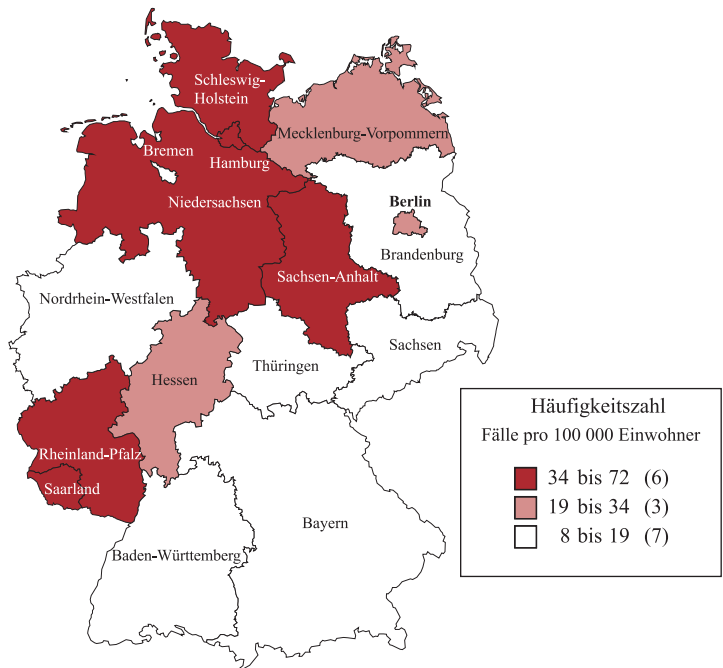 Schleswig-
Holstein
Mecklenburg-Vorpommern
Bremen
Hamburg
Niedersachsen
Berlin
Brandenburg
Sachsen-Anhalt
Nordrhein-Westfalen
Sachsen
Thüringen
Hessen
Rheinland-Pfalz
Saarland
Bayern
Baden-Württemberg
Häufigkeitszahl
Fälle pro 100 000 Einwohner
34 bis 72 (6)
19 bis 34 (3)
8 bis 19 (7)